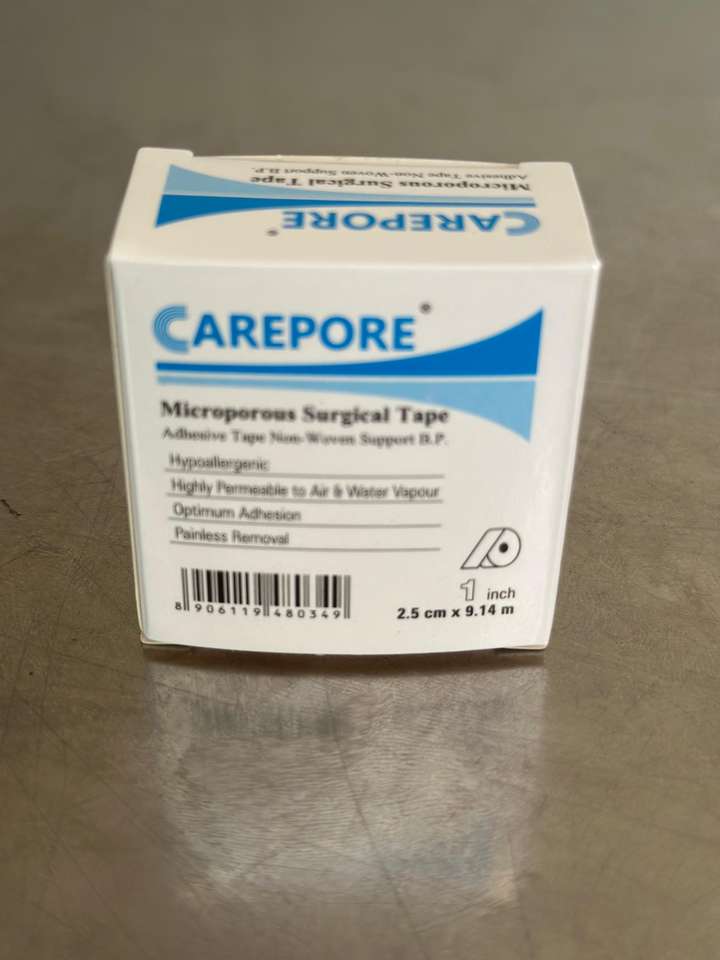 Microporous Surgical Tape
Adhesive Tape Non-Woven Support B.P.
CAREPORE®
CAREPORE®
Microporous Surgical Tape
Adhesive Tape Non-Woven Support B.P.
Hypoallergenic
Highly Permeable to Air & Water Vapour
Optimum Adhesion
Painless Removal
1 inch
2.5 cm x 9.14 m
8 906119 480349